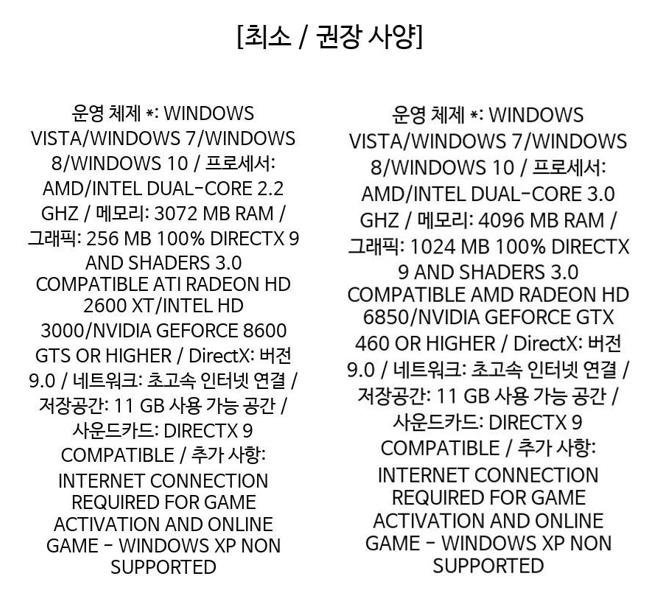 [최소 / 권장 사양]
운영 체제 *: WINDOWS
VISTA/WINDOWS 7/WINDOWS
8/WINDOWS 10 / 프로세서:
AMD/INTEL DUAL-CORE 2.2
GHZ / 메모리: 3072 MB RAM /
그래픽: 256 MB 100% DIRECTX 9
AND SHADERS 3.0
COMPATIBLE ATI RADEON HD
2600 XT/INTEL HD
3000/NVIDIA GEFORCE 8600
GTS OR HIGHER / DirectX: 버전
9.0 / 네트워크: 초고속 인터넷 연결 /
저장공간: 11 GB 사용 가능 공간 /
사운드카드: DIRECTX 9
COMPATIBLE / 추가 사항:
INTERNET CONNECTION
REQUIRED FOR GAME
ACTIVATION AND ONLINE
GAME - WINDOWS XP NON
SUPPORTED
운영 체제 *: WINDOWS
VISTA/WINDOWS 7/WINDOWS
8/WINDOWS 10 / 프로세서:
AMD/INTEL DUAL-CORE 3.0
GHZ / 메모리: 4096 MB RAM /
그래픽: 1024 MB 100% DIRECTX
9 AND SHADERS 3.0
COMPATIBLE AMD RADEON HD
6850/NVIDIA GEFORCE GTX
460 OR HIGHER / DirectX: 버전
9.0 / 네트워크: 초고속 인터넷 연결 /
저장공간: 11 GB 사용 가능 공간 /
사운드카드: DIRECTX 9
COMPATIBLE / 추가 사항:
INTERNET CONNECTION
REQUIRED FOR GAME
ACTIVATION AND ONLINE
GAME - WINDOWS XP NON
SUPPORTED